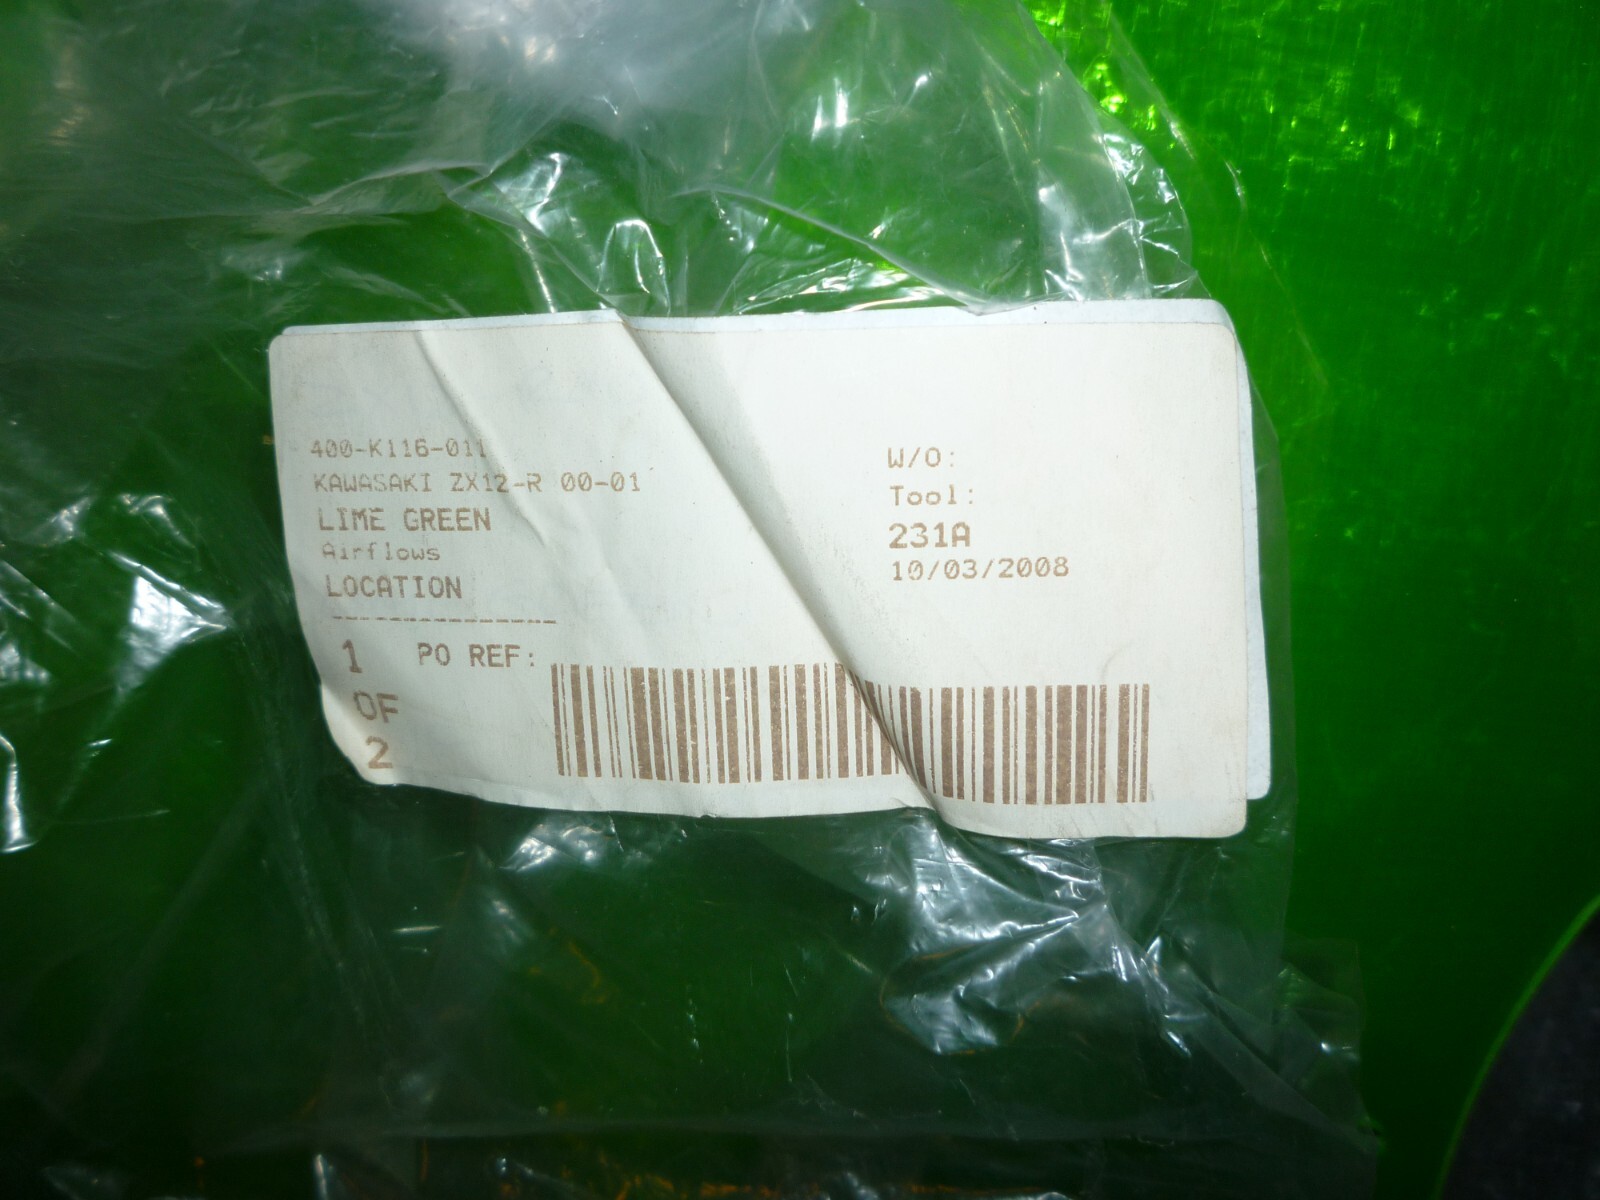 400-K116-011
KAWASAKI ZX12-R 00-01
LIME GREEN
Airflows
LOCATION
----------------
1
OF
2
PO REF:
W/O:
Tool:
231A
10/03/2008